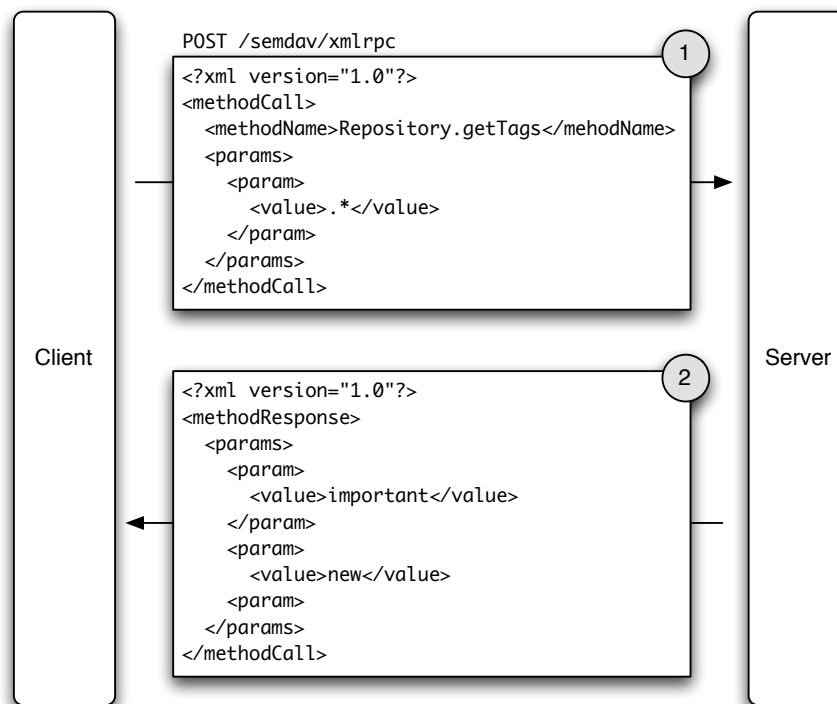 POST /semdav/xmlrpc
1
<?xml version="1.0"?>
<methodCall>
  <methodName>Repository.getTags</mehodName>
  <params>
    <param>
      <value>.*</value>
    </param>
  </params>
</methodCall>
Client
Server
2
<?xml version="1.0"?>
<methodResponse>
  <params>
    <param>
      <value>important</value>
    </param>
    <param>
      <value>new</value>
    <param>
  </params>
</methodCall>